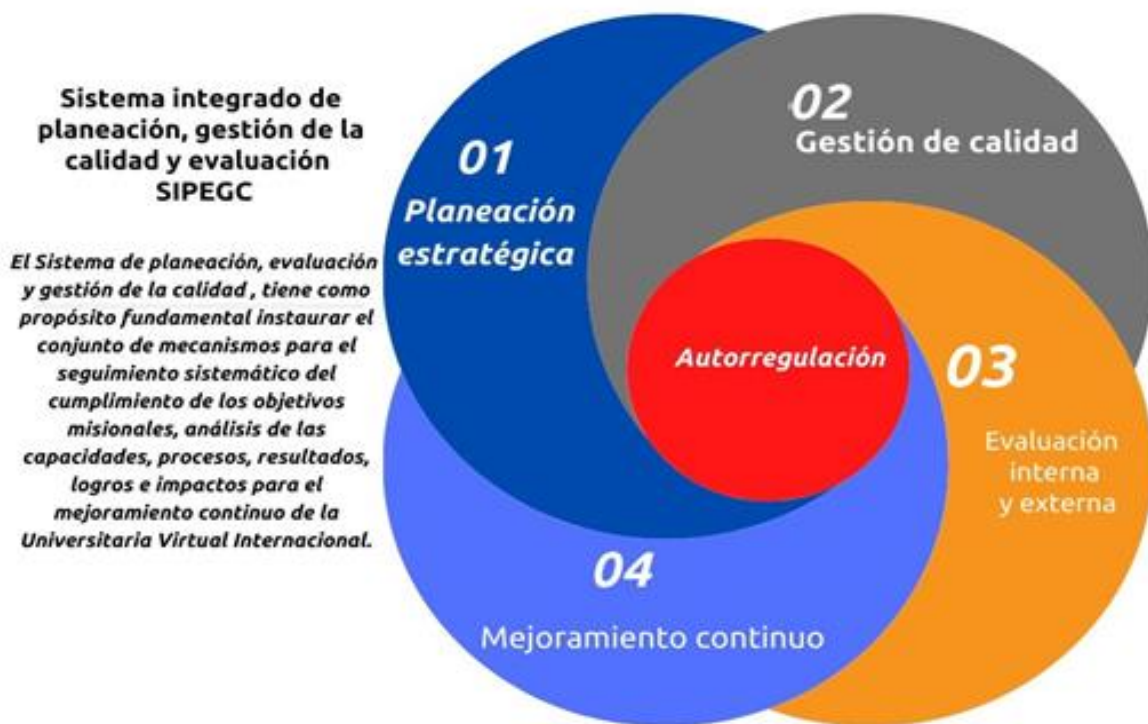 Sistema integrado de
planeación, gestión de la
calidad y evaluación
SIPEGC
El Sistema de planeación, evaluación
y gestión de la calidad , tiene como
propósito fundamental instaurar el
conjunto de mecanismos para el
seguimiento sistemático del
cumplimiento de los objetivos
misionales, análisis de las
capacidades, procesos, resultados,
logros e impactos para el
mejoramiento continuo de la
Universitaria Virtual Internacional.
01
Planeación
estratégica
02
Gestión de calidad
Autorregulación
03
Evaluación
interna
y externa
04
Mejoramiento continuo